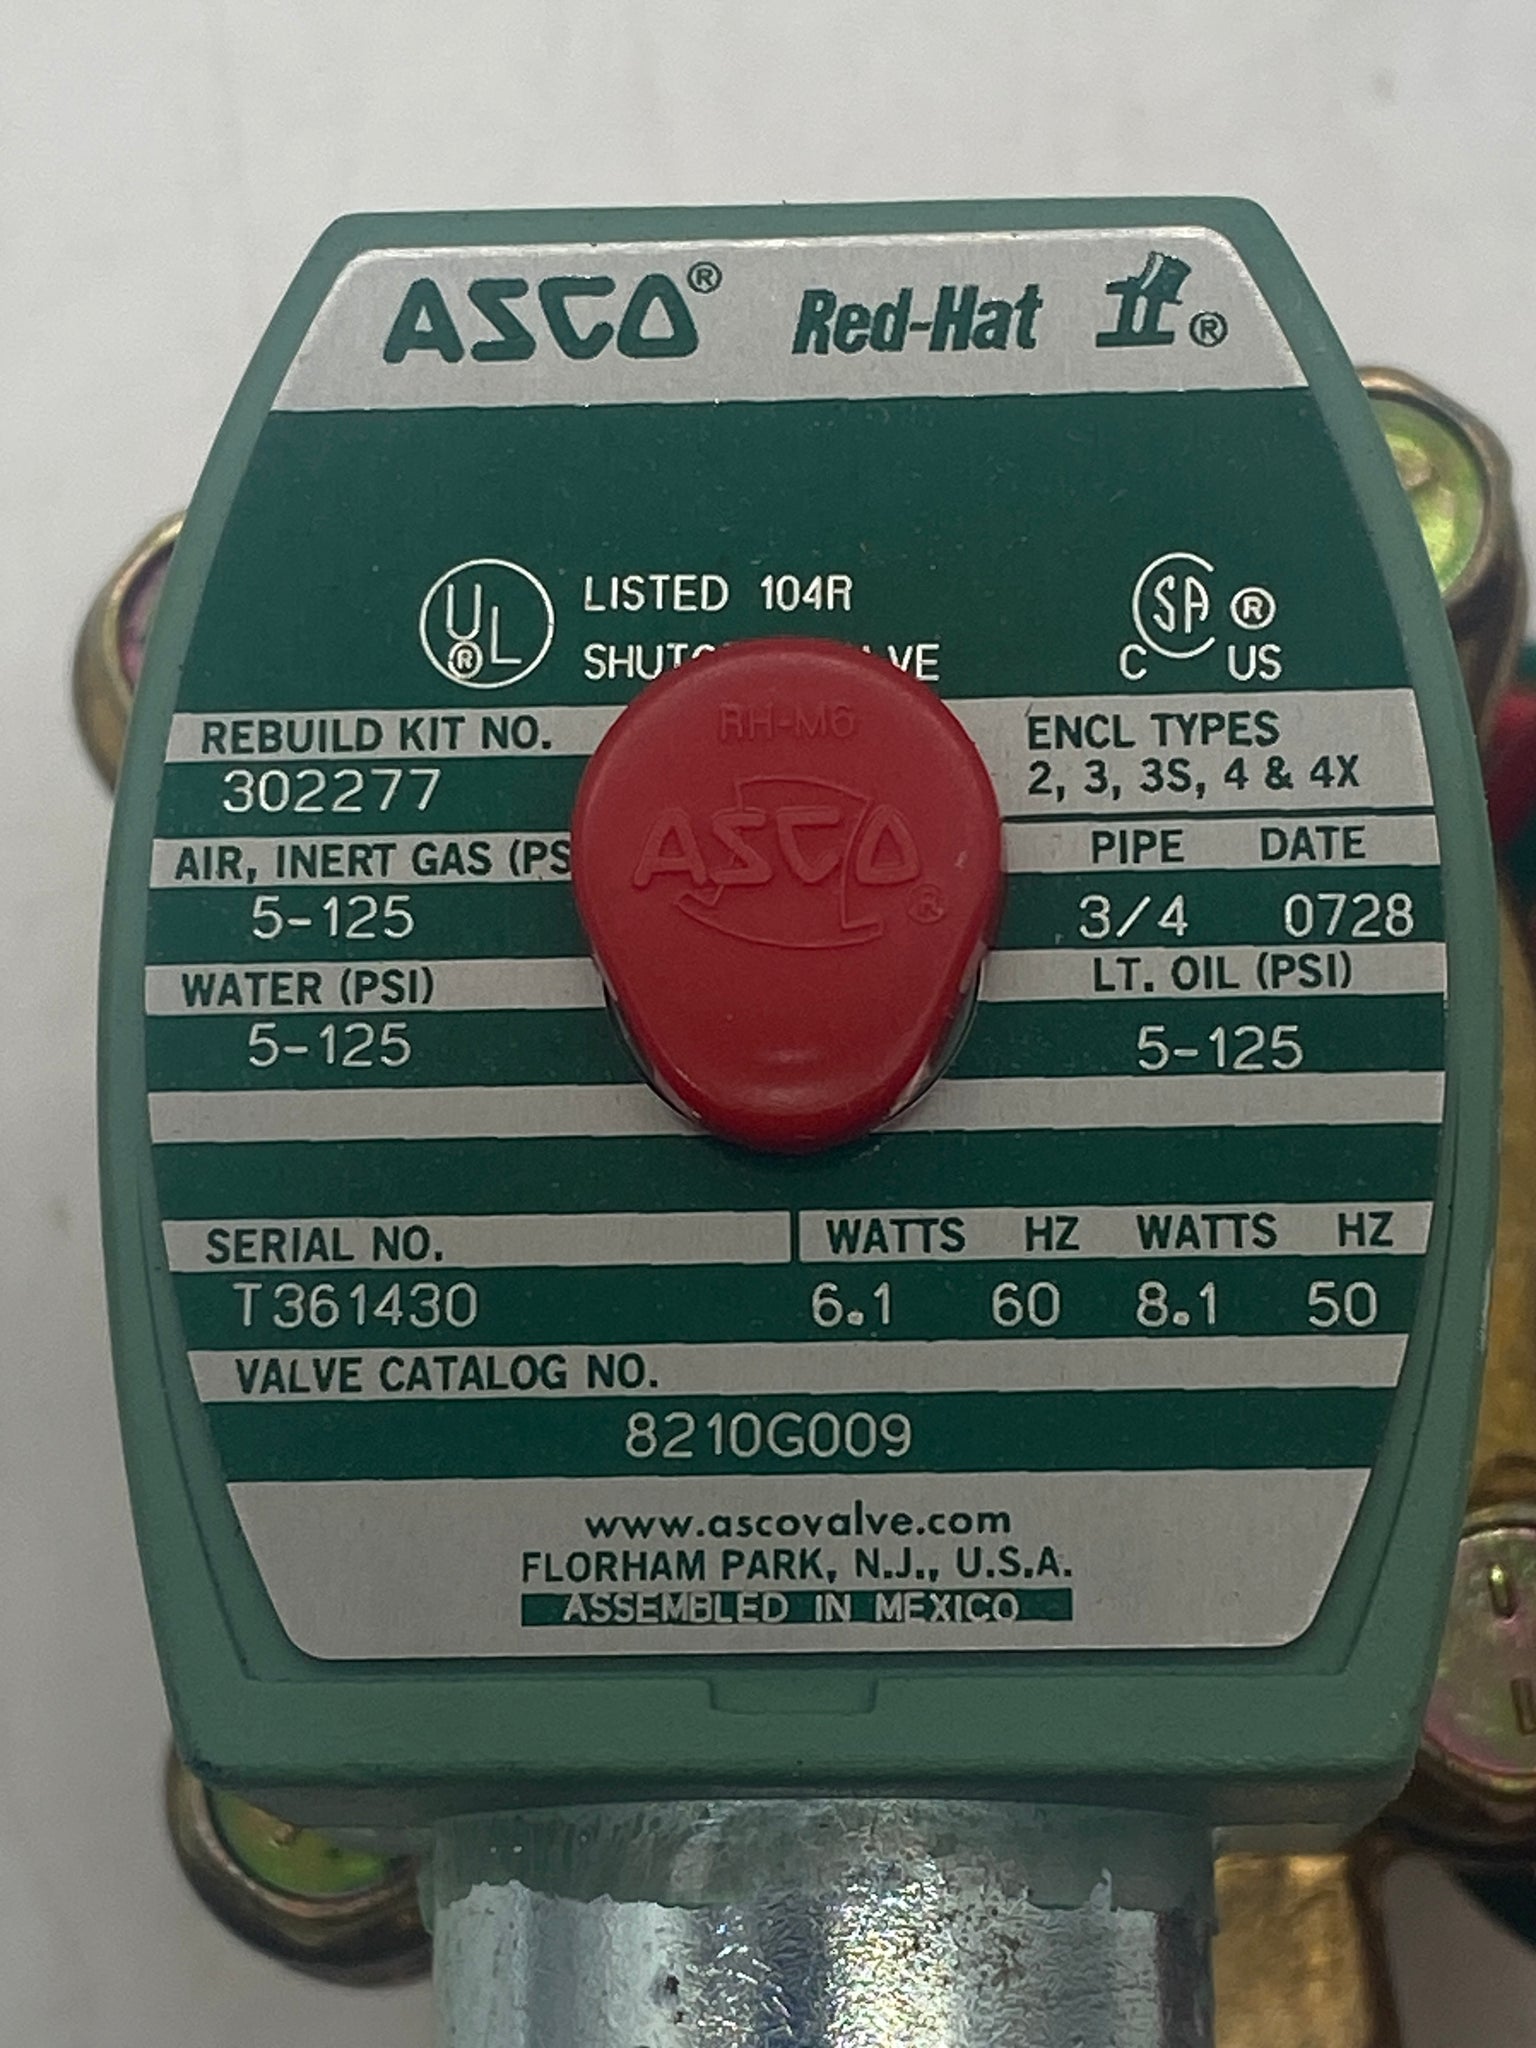 ASCO® Red-Hat II®
UL® LISTED 104R
SA® C US
REBUILD KIT NO.
302277
RH-M6
ASCO®
ENCL TYPES
2, 3, 3S, 4 & 4X
AIR, INERT GAS
5-125
PIPE DATE
3/4 0728
WATER (PSI)
5-125
LT. OIL (PSI)
5-125
SERIAL NO. WATTS HZ WATTS HZ
T361430 6.1 60 8.1 50
VALVE CATALOG NO.
8210G009
www.ascovalve.com
FLORHAM PARK, N.J., U.S.A.
ASSEMBLED IN MEXICO